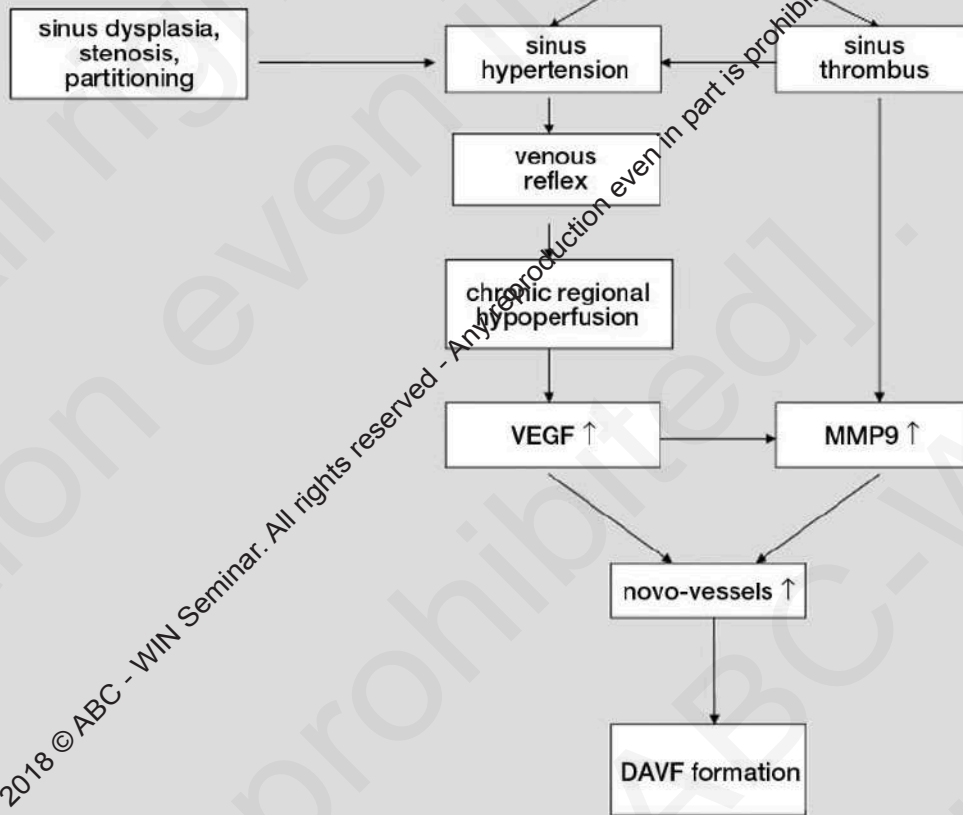 sinus dysplasia,
stenosis,
partitioning
sinus
hypertension
sinus
thrombus
venous
reflex
chronic regional
hypoperfusion
VEGF ↑
MMP9 ↑
novo-vessels ↑
DAVF formation
2018 © ABC - WIN Seminar. All rights reserved - Any reproduction even in part is prohibi
prohibited] .